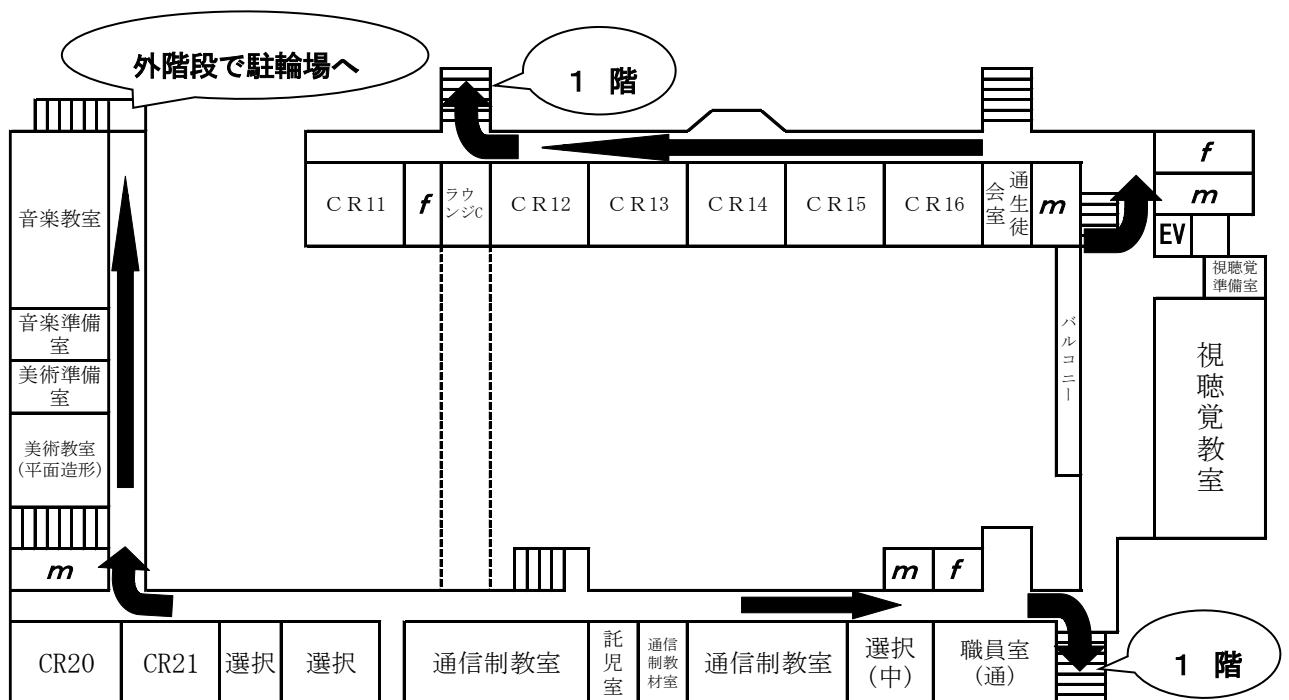 外階段で駐輪場へ
1 階
f
m
EV
視聴覚
準備室
視聴覚教室
音楽教室
音楽準備
室
美術準備
室
美術教室
(平面造形)
m
CR11
f
ラウ
ンジC
CR12
CR13
CR14
CR15
CR16
通生徒
会室
m
バルコニー
m
f
CR20
CR21
選択
選択
通信制教室
託児室
通信
制教
材室
通信制教室
選択
(中)
職員室
(通)
1 階